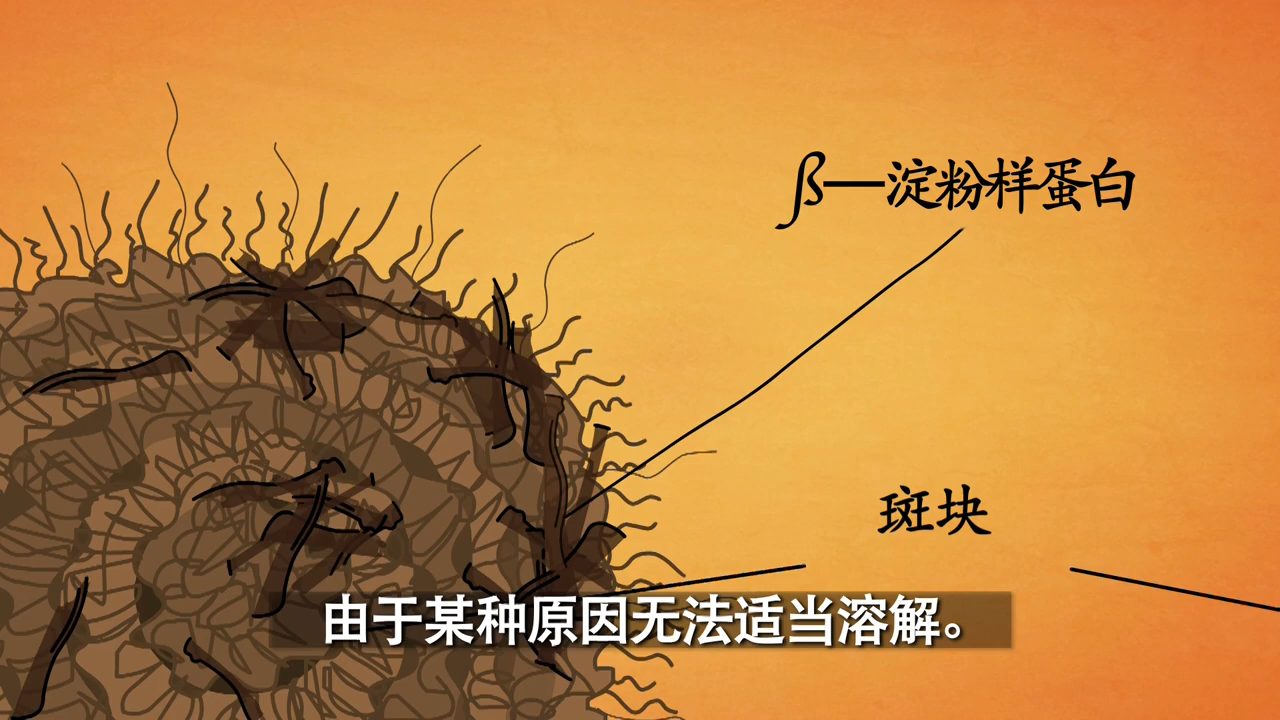 β—淀粉样蛋白
斑块
由于某种原因无法适当溶解。